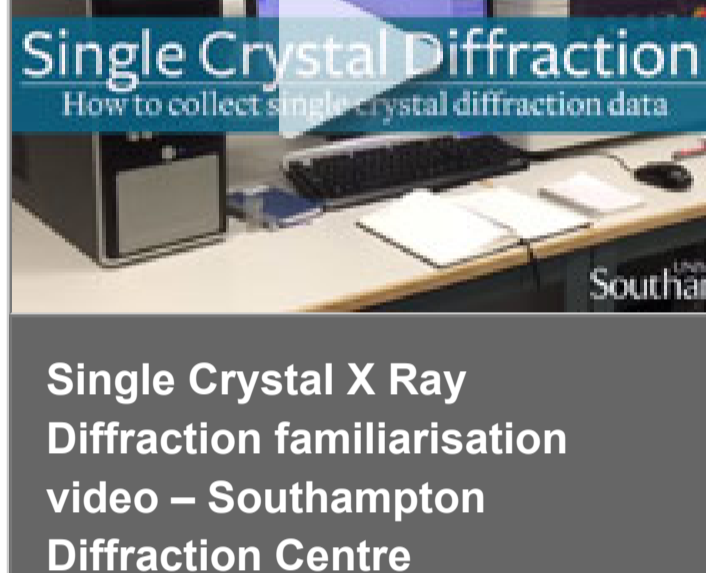 Single Crystal Diffraction
How to collect single crystal diffraction data
Single Crystal X Ray
Diffraction familiarisation
video – Southampton
Diffraction Centre